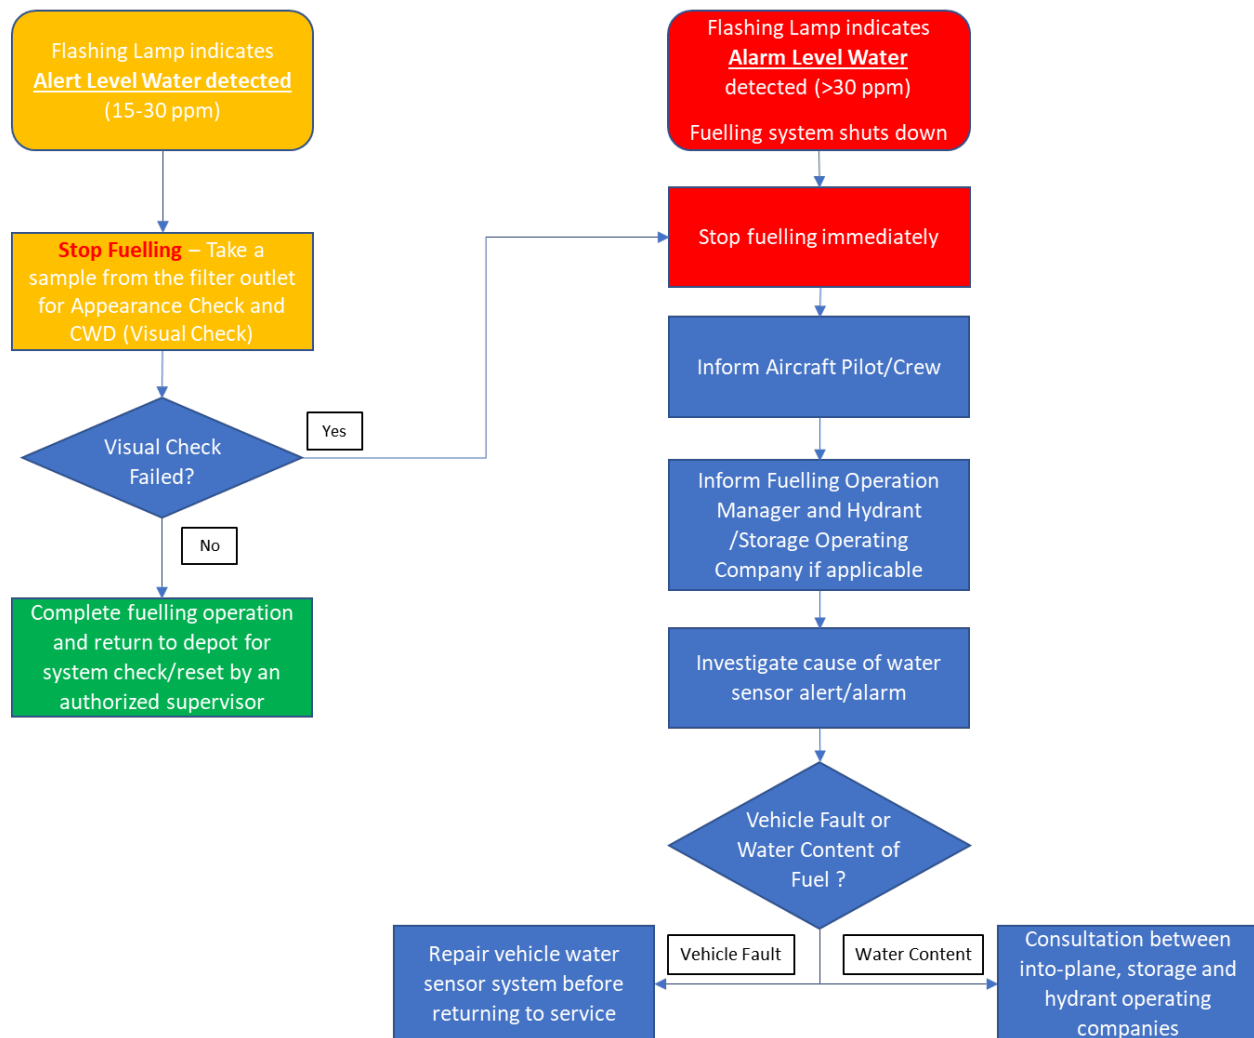 Flashing Lamp indicates
Alert Level Water detected
(15-30 ppm)
Stop Fuelling – Take a
sample from the filter outlet
for Appearance Check and
CWD (Visual Check)
Visual Check
Failed?
Yes
No
Complete fuelling operation
and return to depot for
system check/reset by an
authorized supervisor
Flashing Lamp indicates
Alarm Level Water
detected (>30 ppm)
Fuelling system shuts down
Stop fuelling immediately
Inform Aircraft Pilot/Crew
Inform Fuelling Operation
Manager and Hydrant
/Storage Operating
Company if applicable
Investigate cause of water
sensor alert/alarm
Vehicle Fault or
Water Content of
Fuel ?
Vehicle Fault
Water Content
Repair vehicle water
sensor system before
returning to service
Consultation between
into-plane, storage and
hydrant operating
companies